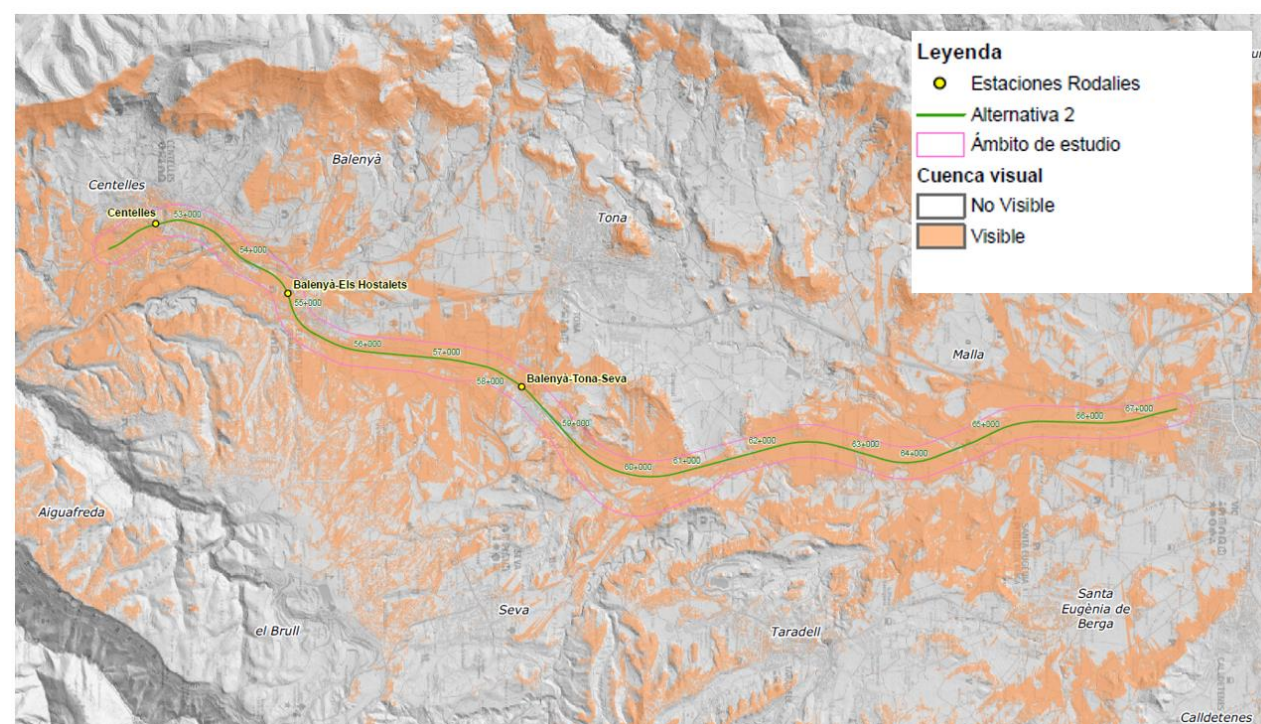 Leyenda
Estaciones Rodalies
Alternativa 2
Ámbito de estudio
Cuenca visual
No Visible
Visible
Balenyà
Centelles
Centelles
53+000
Tona
54+000
Balenyà-Els Hostalets
55+000
56+000
57+000
Malla
58+000
Balenyà-Tona-Seva
59+000
60+000
61+000
62+000
63+000
64+000
65+000
66+000
67+000
Aiguafreda
Seva
el Brull
Taradell
Santa
Eugènia de
Berga
Calldetenes